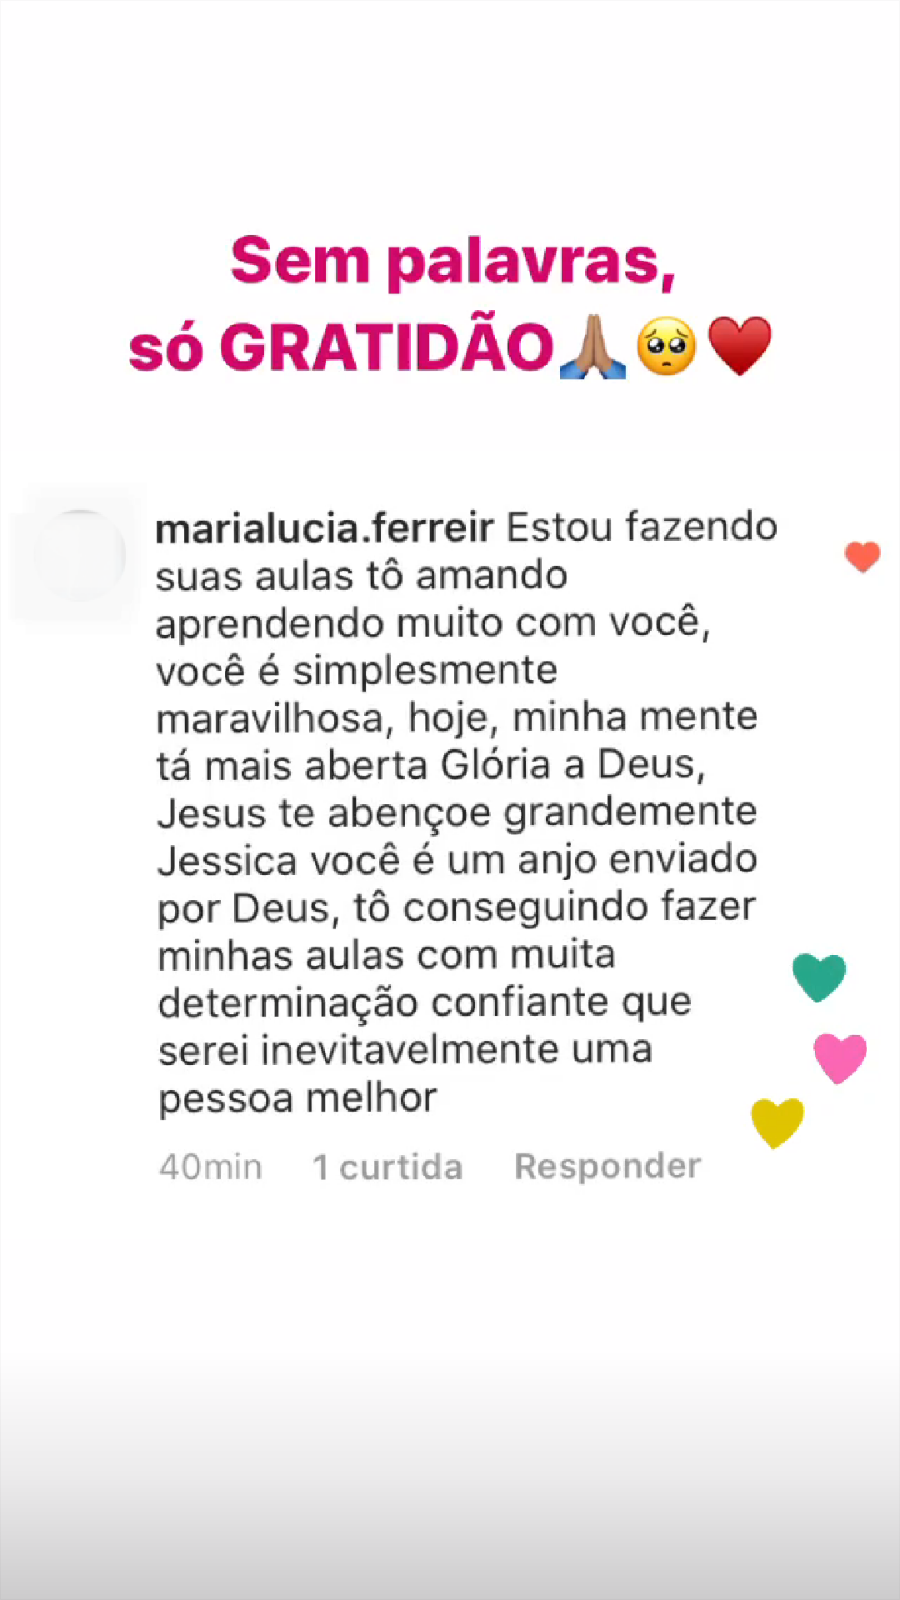 Sem palavras,
só GRATIDÃO🙏🏽🥺♥️
marialucia.ferreir Estou fazendo
suas aulas tô amando
aprendendo muito com você,
você é simplesmente
maravilhosa, hoje, minha mente
tá mais aberta Glória a Deus,
Jesus te abençoe grandemente
Jessica você é um anjo enviado
por Deus, tô conseguindo fazer
minhas aulas com muita
determinação confiante que
serei inevitavelmente uma
pessoa melhor
40min 1 curtida Responder